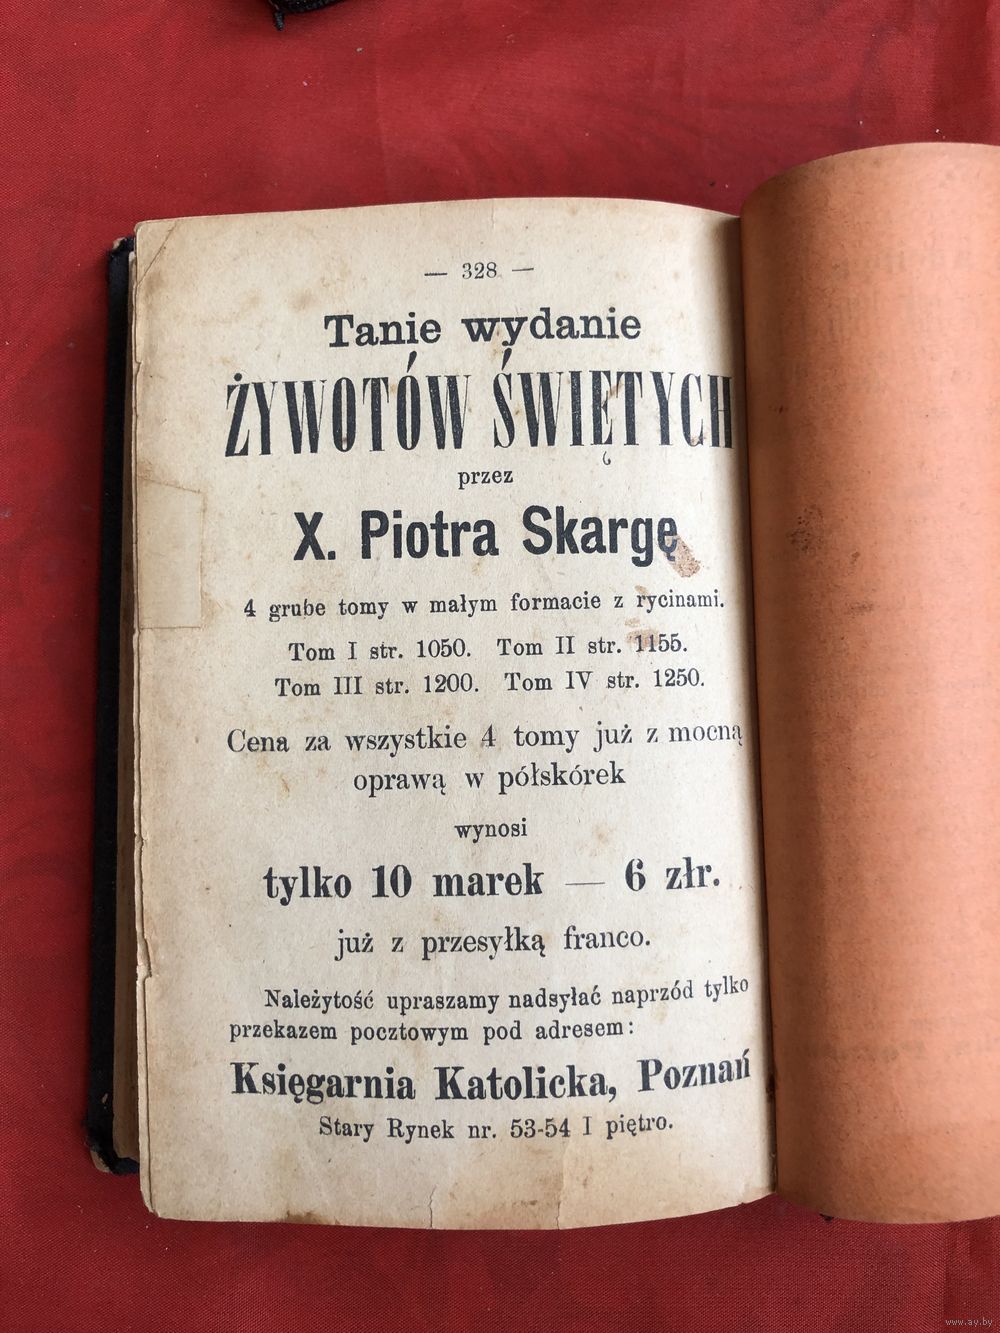 — 328 —
Tanie wydanie
ŻYWOTÓW ŚWIĘTYCH
przez
X. Piotra Skargę
4 grube tomy w małym formacie z rycinami.
Tom I str. 1050. Tom II str. 1155.
Tom III str. 1200. Tom IV str. 1250.
Cena za wszystkie 4 tomy już z mocną
oprawą w półskórek
wynosi
tylko 10 marek — 6 złr.
już z przesyłką franco.
Należytość upraszamy nadsyłać naprzód tylko
przekazem pocztowym pod adresem:
Księgarnia Katolicka, Poznań
Stary Rynek nr. 53-54 I piętro.
www.ay.by